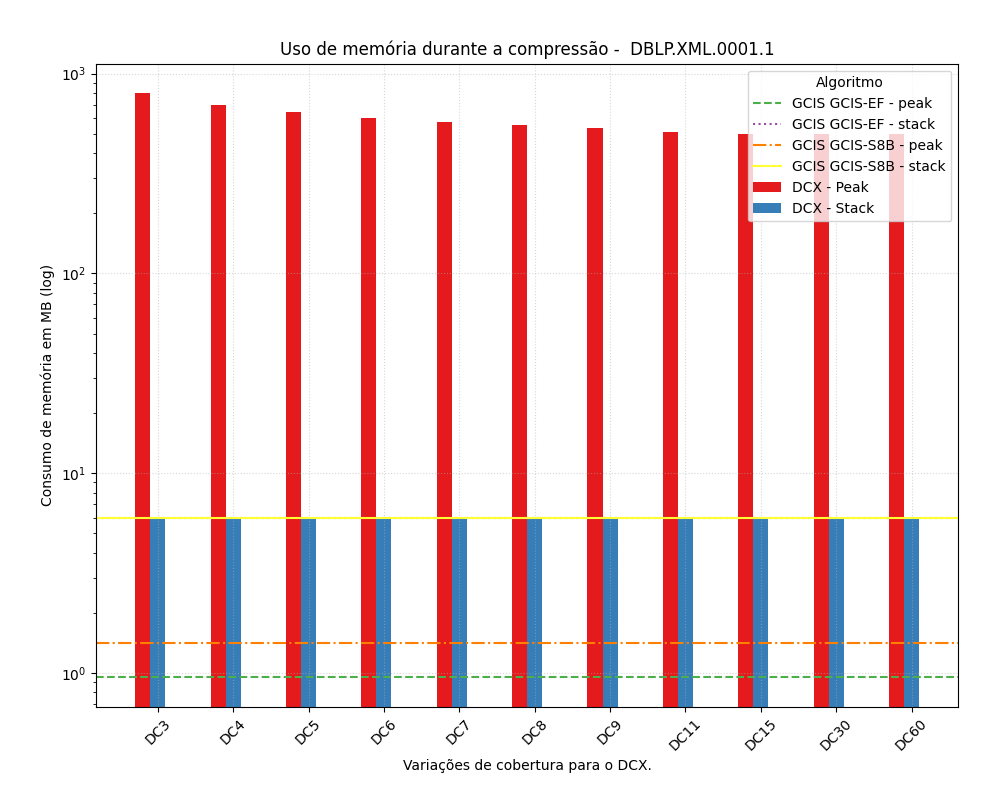 Uso de memória durante a compressão -  DBLP.XML.0001.1
Consumo de memória em MB (log)
10³
10²
10¹
10⁰
Algoritmo
GCIS GCIS-EF - peak
GCIS GCIS-EF - stack
GCIS GCIS-S8B - peak
GCIS GCIS-S8B - stack
DCX - Peak
DCX - Stack
DC3 DC4 DC5 DC6 DC7 DC8 DC9 DC11 DC15 DC30 DC60
Variações de cobertura para o DCX.